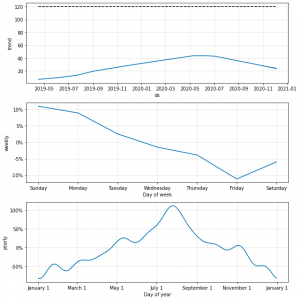 120
100
80
60
40
20
trend
2019-05 2019-07 2019-09 2019-11 2020-01 2020-03 2020-05 2020-07 2020-09 2020-11 2021-01
ds
10%
5%
0%
-5%
-10%
weekly
Sunday Monday Tuesday Wednesday Thursday Friday Saturday
Day of week
100%
50%
0%
-50%
yearly
January 1 March 1 May 1 July 1 September 1 November 1 January 1
Day of year